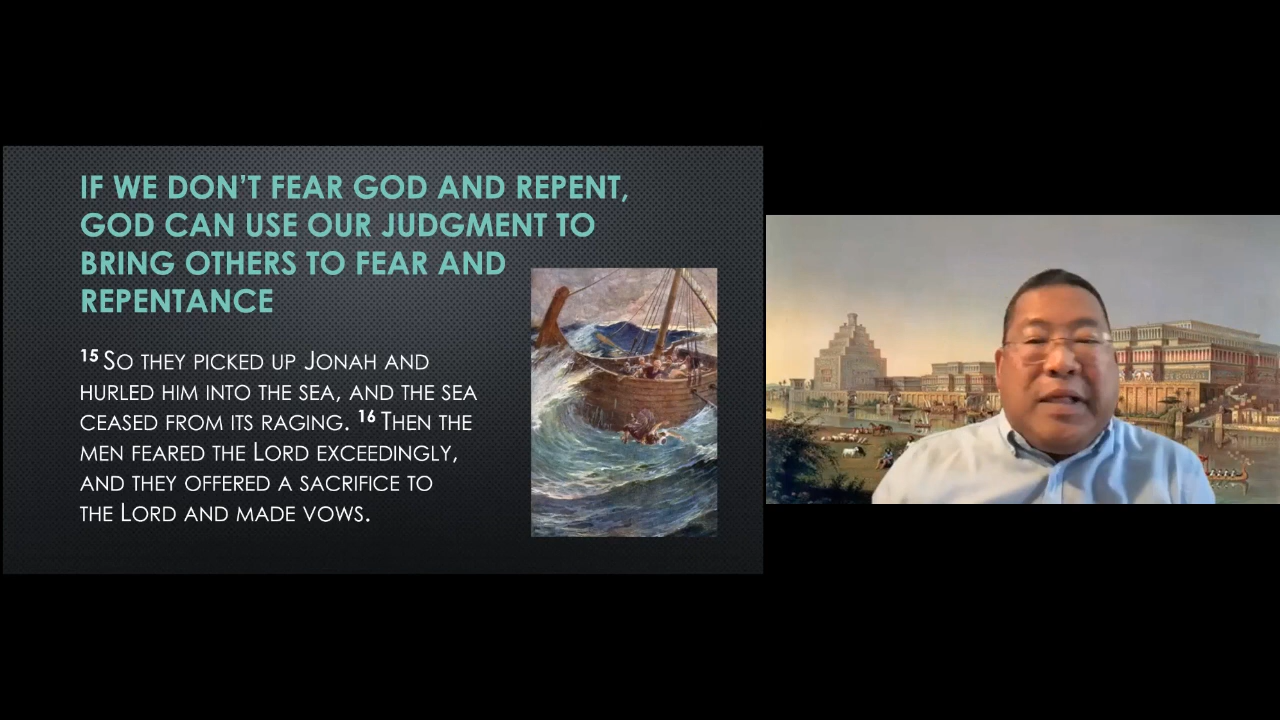 IF WE DON'T FEAR GOD AND REPENT,
GOD CAN USE OUR JUDGMENT TO
BRING OTHERS TO FEAR AND
REPENTANCE
15 SO THEY PICKED UP JONAH AND
HURLED HIM INTO THE SEA, AND THE SEA
CEASED FROM ITS RAGING. 16 THEN THE
MEN FEARED THE LORD EXCEEDINGLY,
AND THEY OFFERED A SACRIFICE TO
THE LORD AND MADE VOWS.